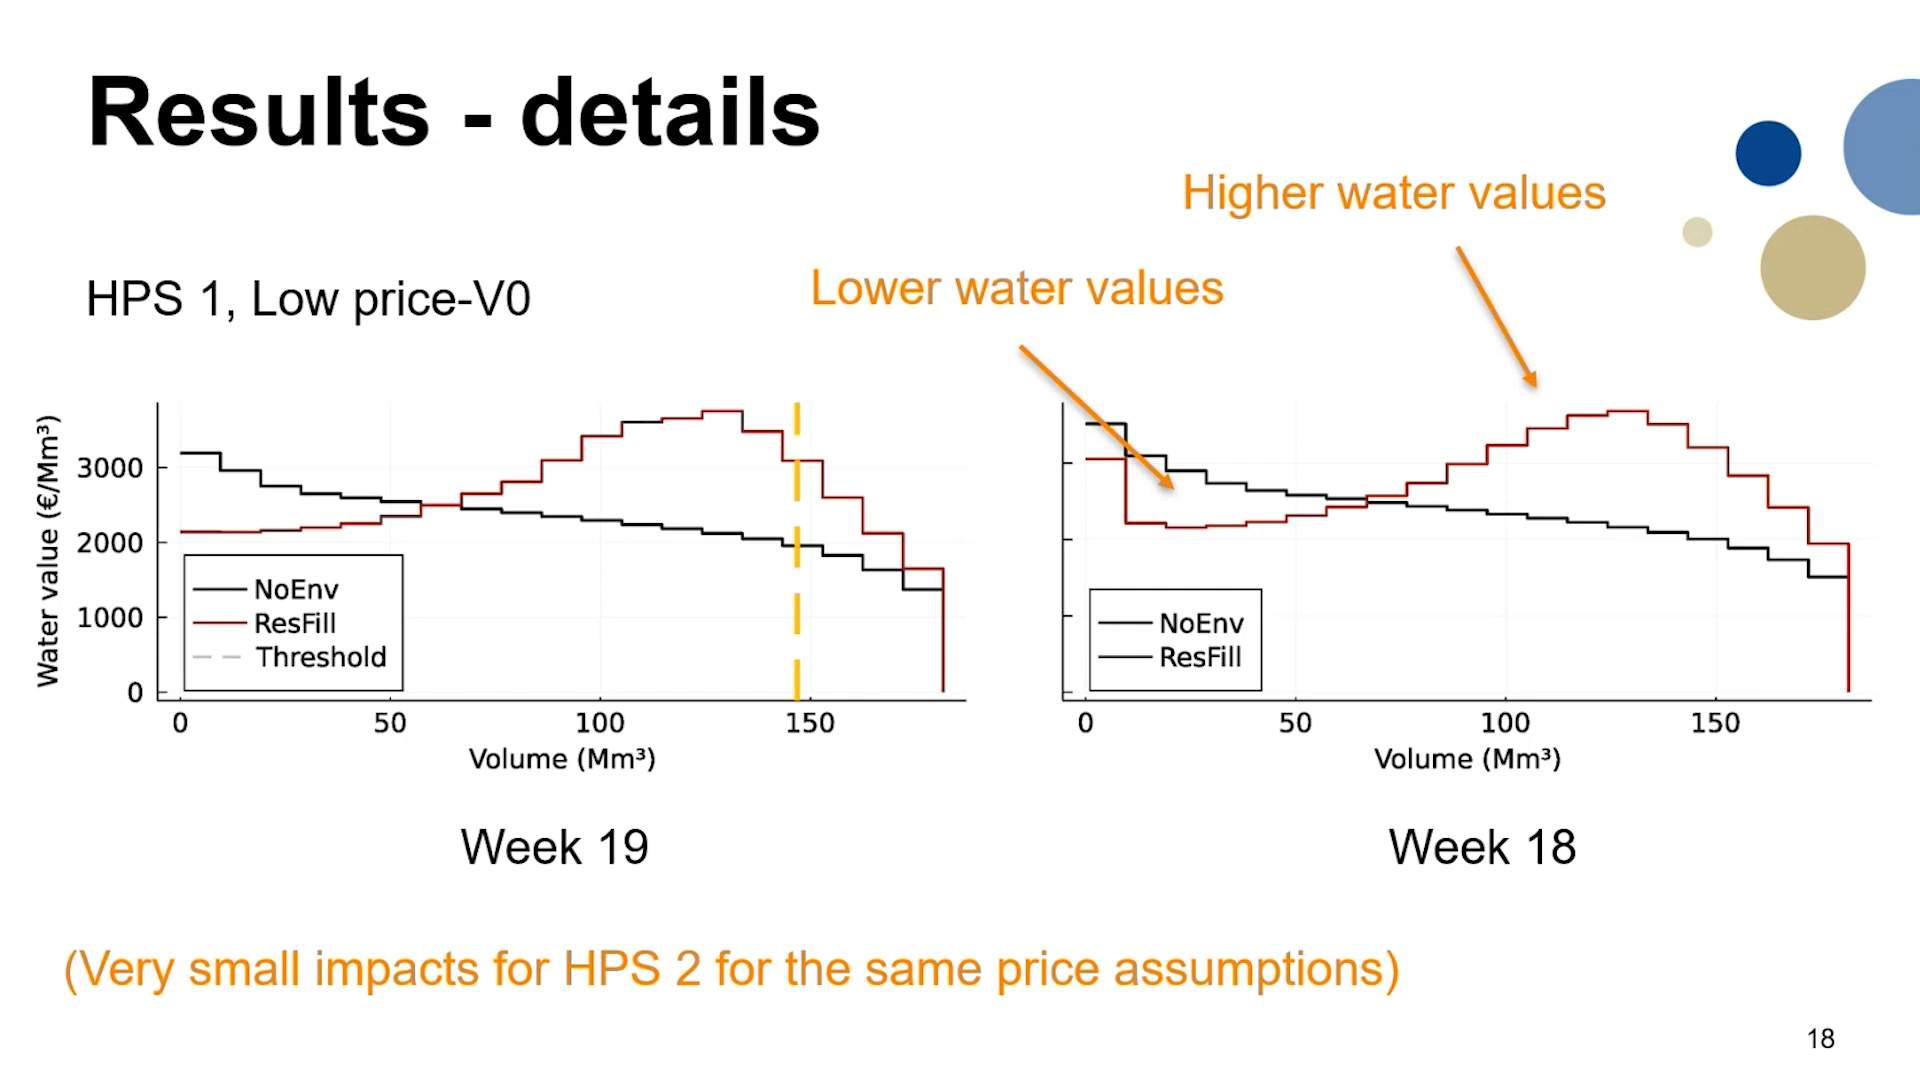 Results - details
Higher water values
Lower water values
HPS 1, Low price-V0
Water value (€/Mm³)
3000
2000
1000
0
NoEnv
ResFill
Threshold
0 50 100 150
Volume (Mm³)
NoEnv
ResFill
0 50 100 150
Volume (Mm³)
Week 19
Week 18
(Very small impacts for HPS 2 for the same price assumptions)
18